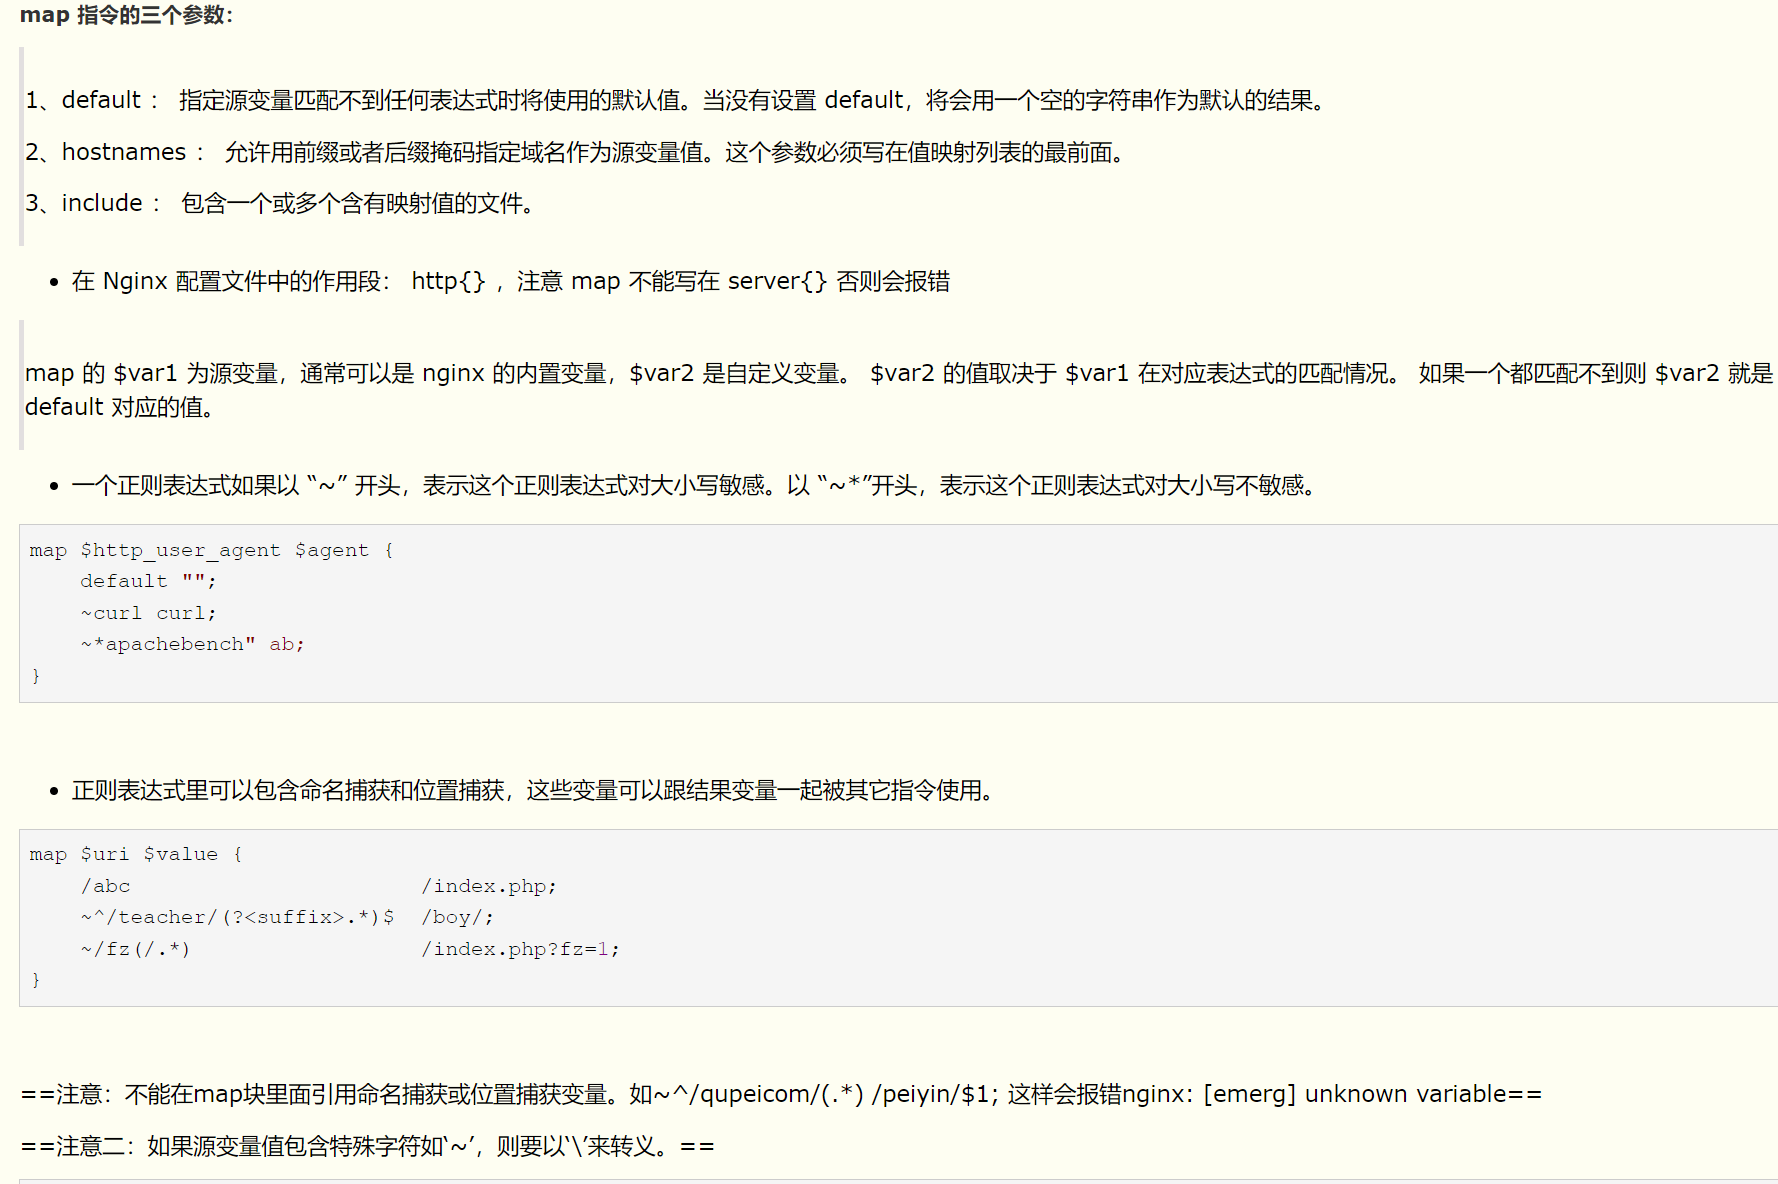 map 指令的三个参数：
1、default ： 指定源变量匹配不到任何表达式时将使用的默认值。当没有设置 default，将会用一个空的字符串作为默认的结果。
2、hostnames ： 允许用前缀或者后缀掩码指定域名作为源变量值。这个参数必须写在值映射列表的最前面。
3、include ： 包含一个或多个含有映射值的文件。
• 在 Nginx 配置文件中的作用段： http{} ，注意 map 不能写在 server{} 否则会报错
map 的 $var1 为源变量，通常可以是 nginx 的内置变量，$var2 是自定义变量。 $var2 的值取决于 $var1 在对应表达式的匹配情况。 如果一个都匹配不到则 $var2 就是
default 对应的值。
• 一个正则表达式如果以 “~” 开头，表示这个正则表达式对大小写敏感。以 “~*”开头，表示这个正则表达式对大小写不敏感。
map $http_user_agent $agent {
    default "";
    ~curl curl;
    ~*apachebench" ab;
}
• 正则表达式里可以包含命名捕获和位置捕获，这些变量可以跟结果变量一起被其它指令使用。
map $uri $value {
    /abc                       /index.php;
    ~^/teacher/(?<suffix>.*)$  /boy/;
    ~/fz(/.*)                  /index.php?fz=1;
}
==注意：不能在map块里面引用命名捕获或位置捕获变量。如~^/qupeicom/(.*) /peiyin/$1; 这样会报错nginx: [emerg] unknown variable==
==注意二：如果源变量值包含特殊字符如‘~’，则要以‘\’来转义。==